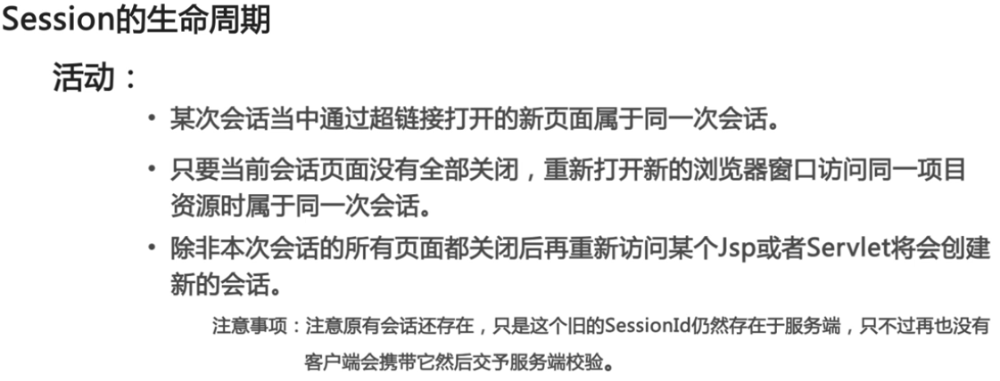 Session的生命周期
活动：
• 某次会话当中通过超链接打开的新页面属于同一次会话。
• 只要当前会话页面没有全部关闭，重新打开新的浏览器窗口访问同一项目
资源时属于同一次会话。
• 除非本次会话的所有页面都关闭后再重新访问某个Jsp或者Servlet将会创建
新的会话。
注意事项：注意原有会话还存在，只是这个旧的SessionId仍然存在于服务端，只不过再也没有
客户端会携带它然后交予服务端校验。